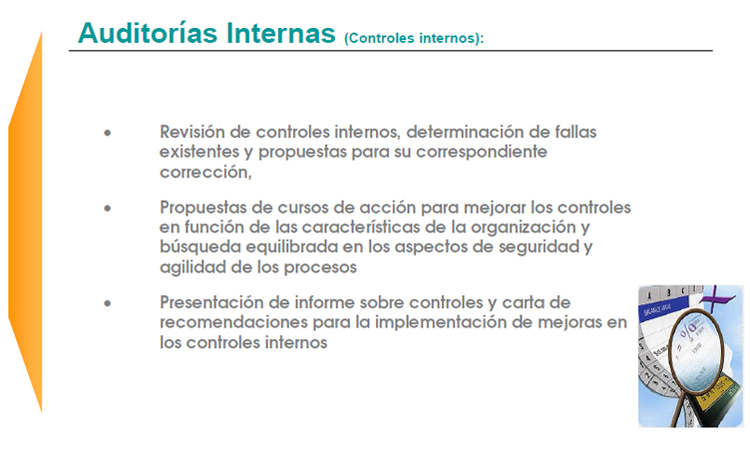 Auditorías Internas (Controles internos):
• Revisión de controles internos, determinación de fallas
existentes y propuestas para su correspondiente
corrección,
• Propuestas de cursos de acción para mejorar los controles
en función de las características de la organización y
búsqueda equilibrada en los aspectos de seguridad y
agilidad de los procesos
• Presentación de informe sobre controles y carta de
recomendaciones para la implementación de mejoras en
los controles internos